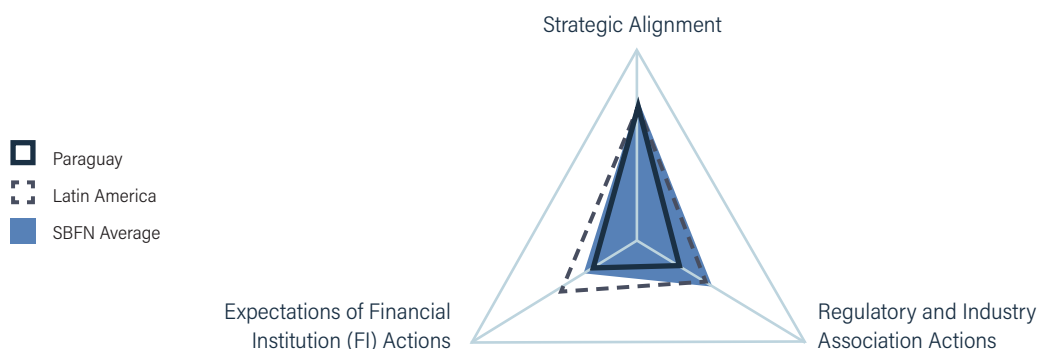 Strategic Alignment
Paraguay
Latin America
SBFN Average
Expectations of Financial
Institution (FI) Actions
Regulatory and Industry
Association Actions